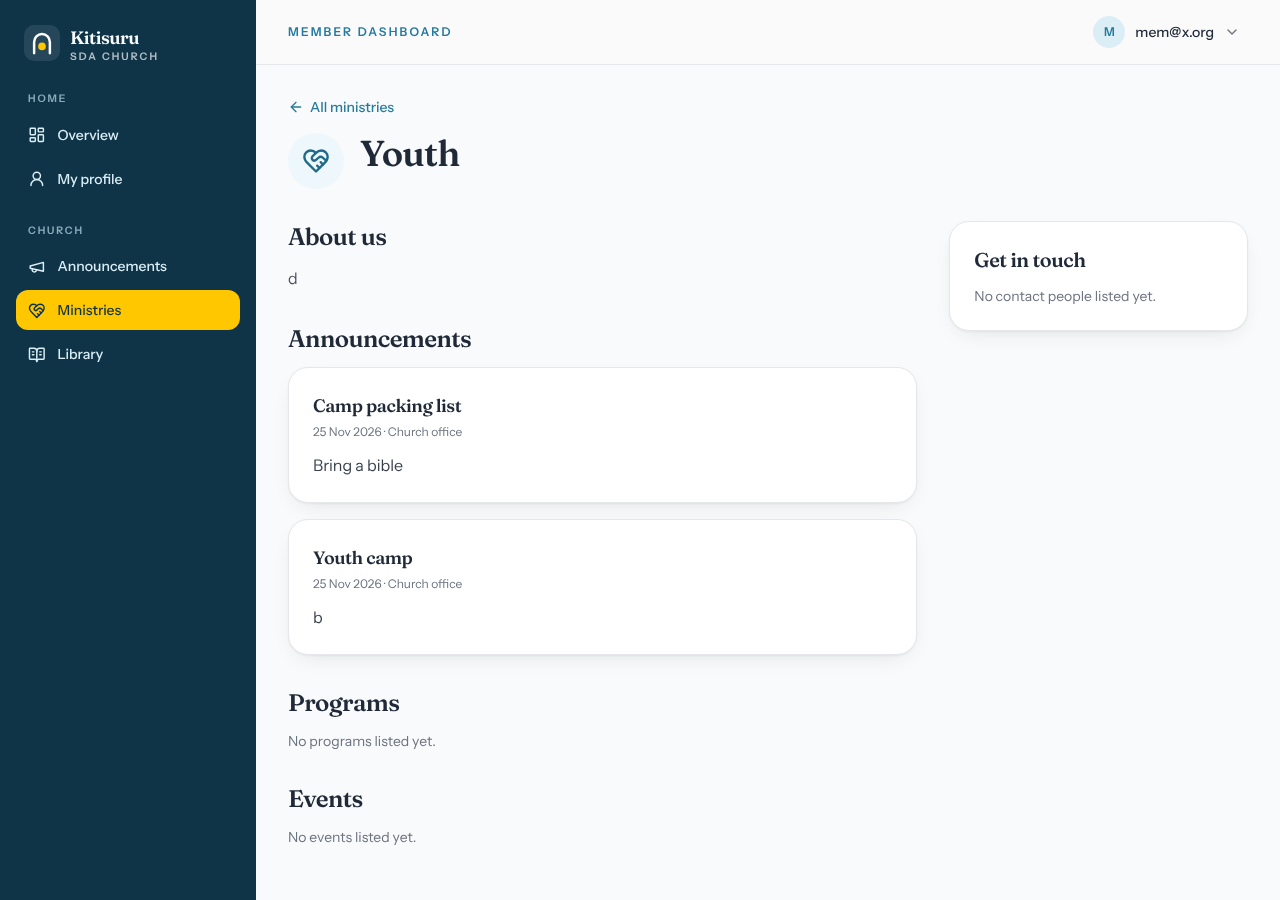 Kitisuru
SDA CHURCH
HOME
Overview
My profile
CHURCH
Announcements
Ministries
Library
MEMBER DASHBOARD
M
mem@x.org
All ministries
Youth
About us
d
Announcements
Camp packing list
25 Nov 2026 · Church office
Bring a bible
Youth camp
25 Nov 2026 · Church office
b
Programs
No programs listed yet.
Events
No events listed yet.
Get in touch
No contact people listed yet.